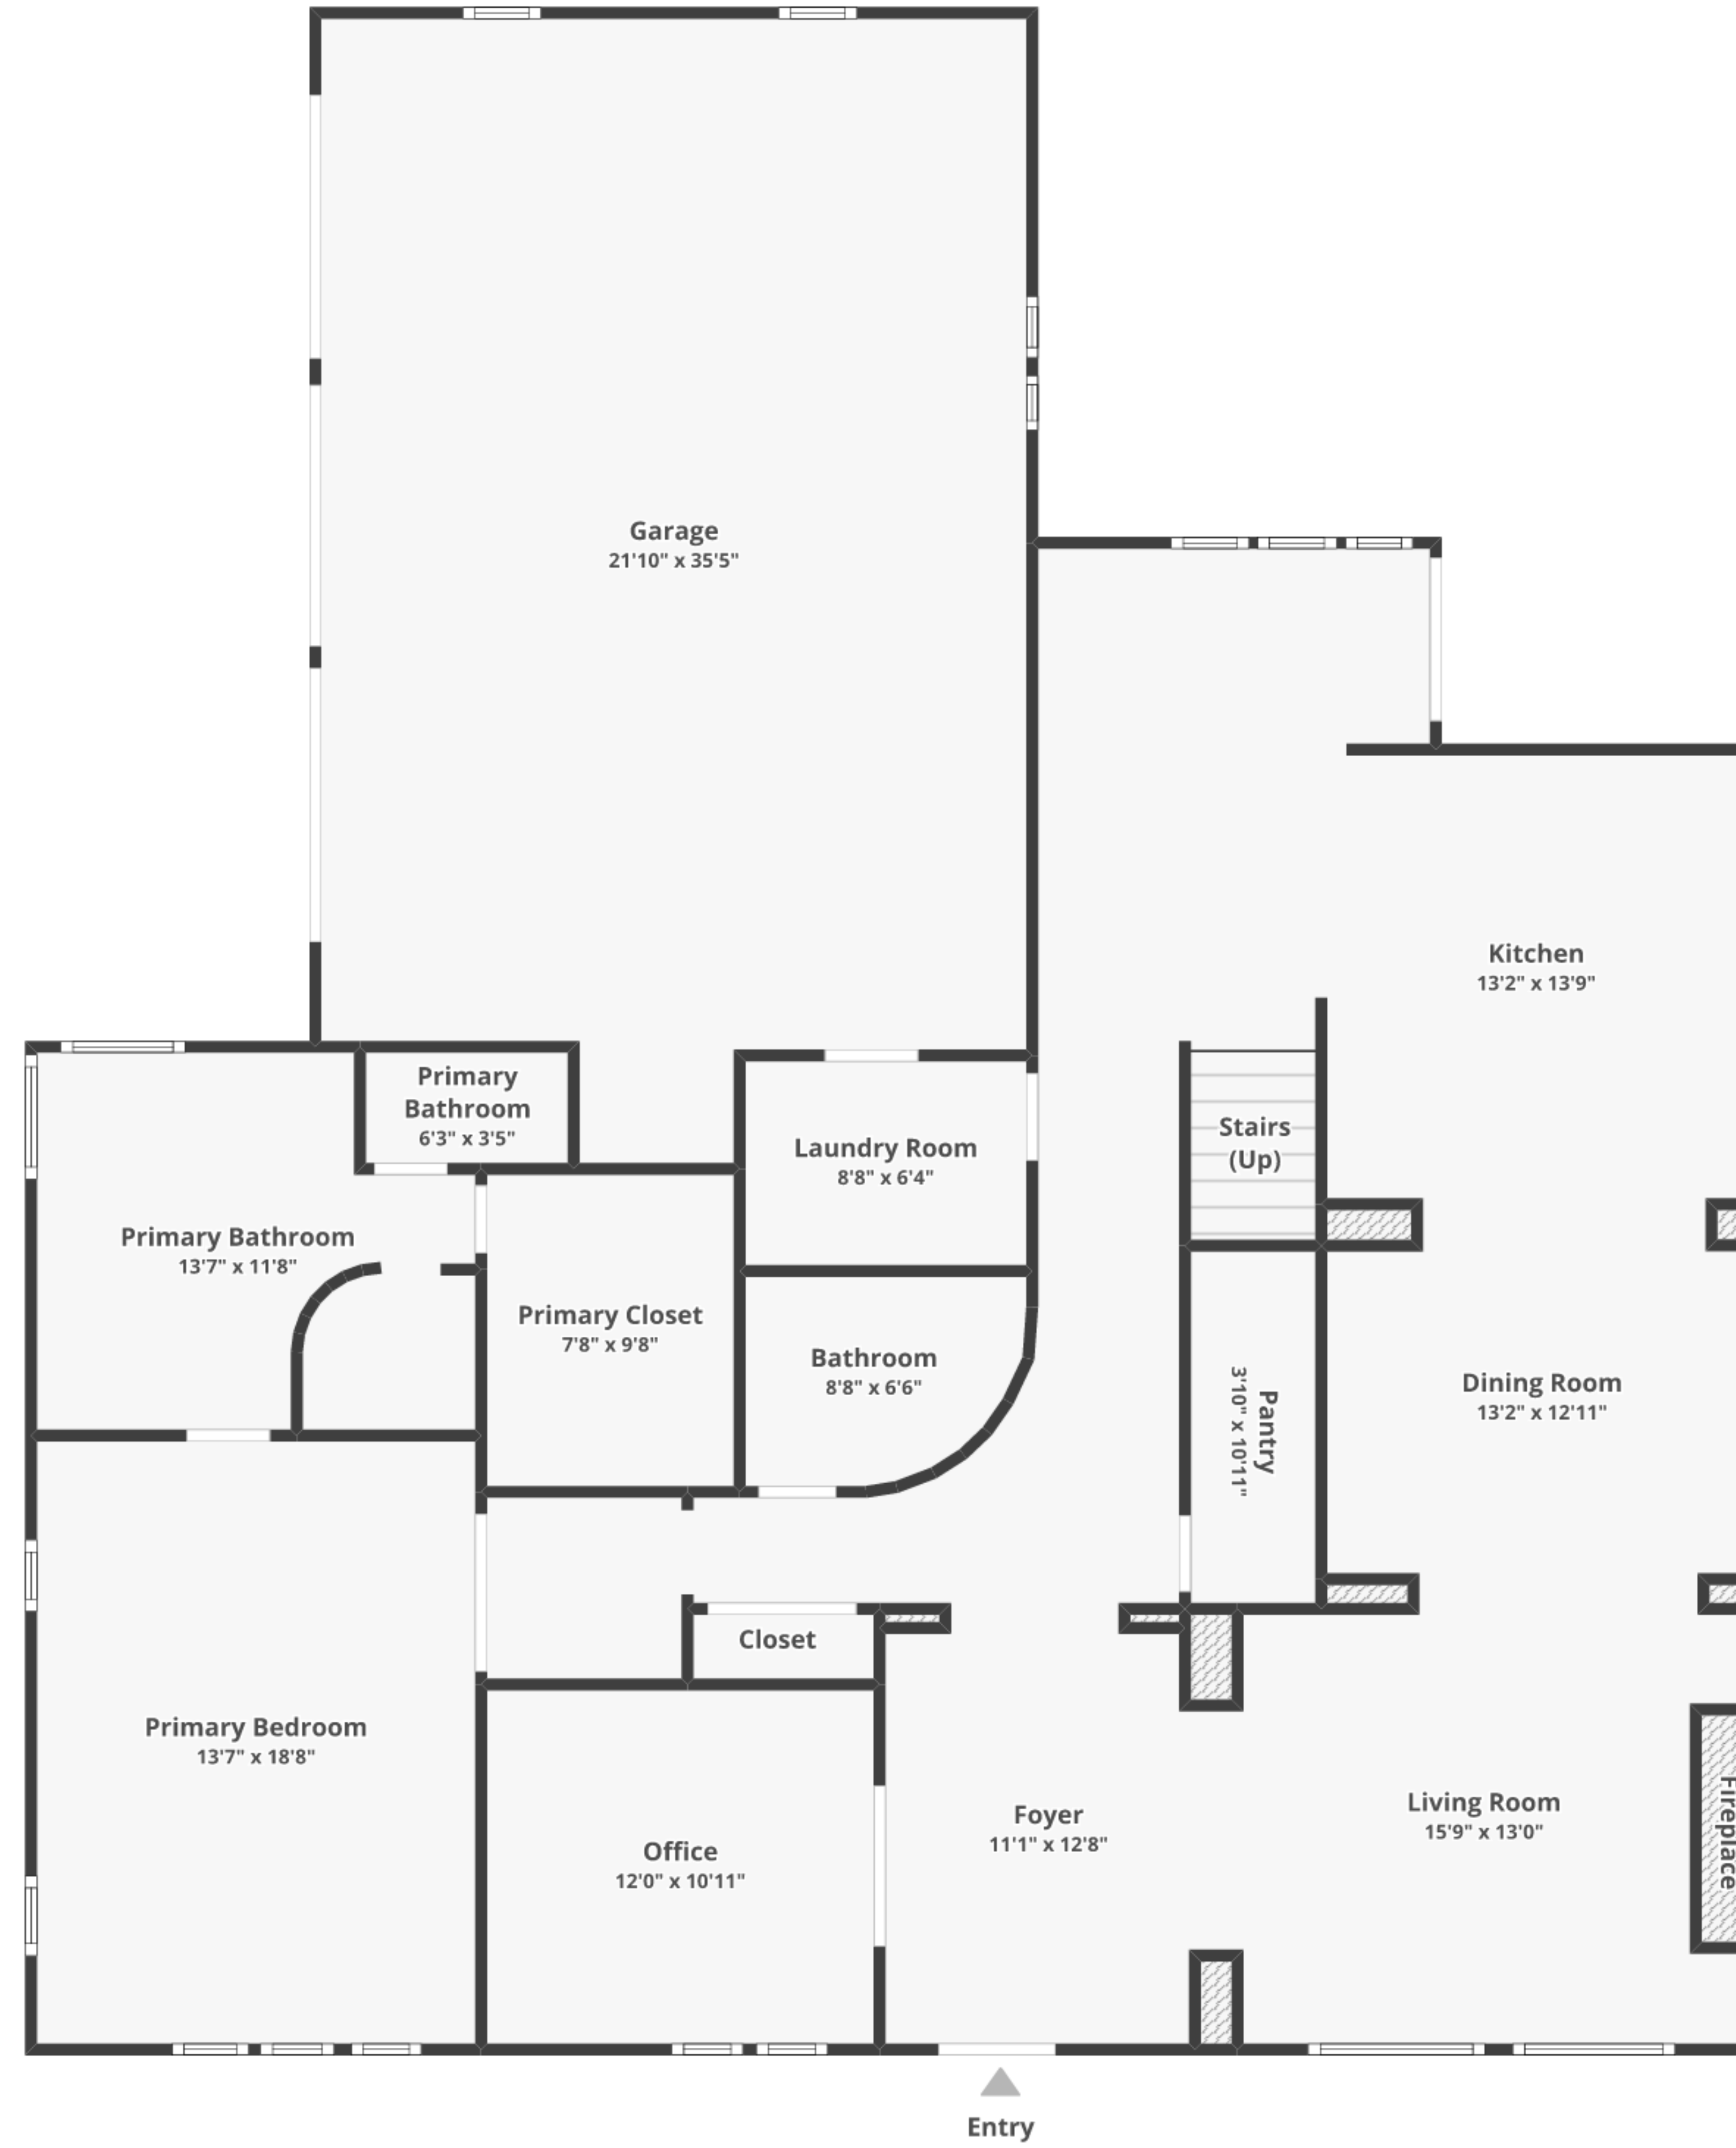 Garage
21'10" x 35'5"
Kitchen
13'2" x 13'9"
Primary
Bathroom
6'3" x 3'5"
Laundry Room
8'8" x 6'4"
Stairs
(Up)
Primary Bathroom
13'7" x 11'8"
Primary Closet
7'8" x 9'8"
Bathroom
8'8" x 6'6"
Pantry
3'10" x 10'11"
Dining Room
13'2" x 12'11"
Closet
Primary Bedroom
13'7" x 18'8"
Office
12'0" x 10'11"
Foyer
11'1" x 12'8"
Living Room
15'9" x 13'0"
Fireplace
Entry